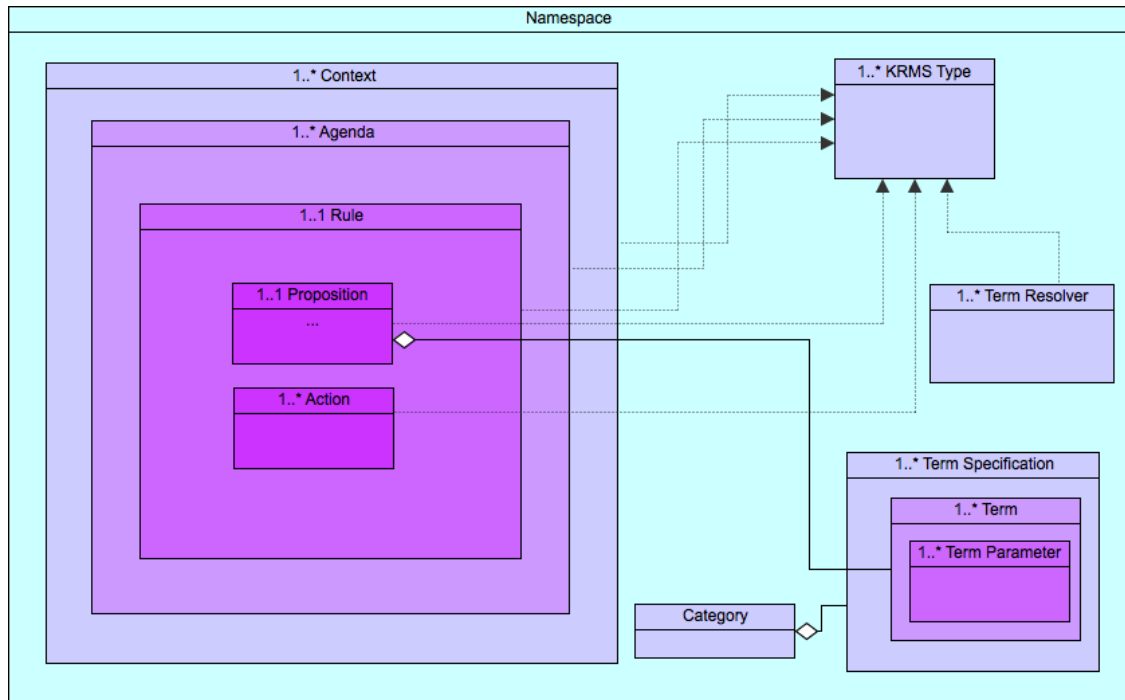 Namespace
1..* Context
1..* KRMS Type
1..* Agenda
1..1 Rule
1..1 Proposition
...
1..* Term Resolver
1..* Action
1..* Term Specification
1..* Term
1..* Term Parameter
Category